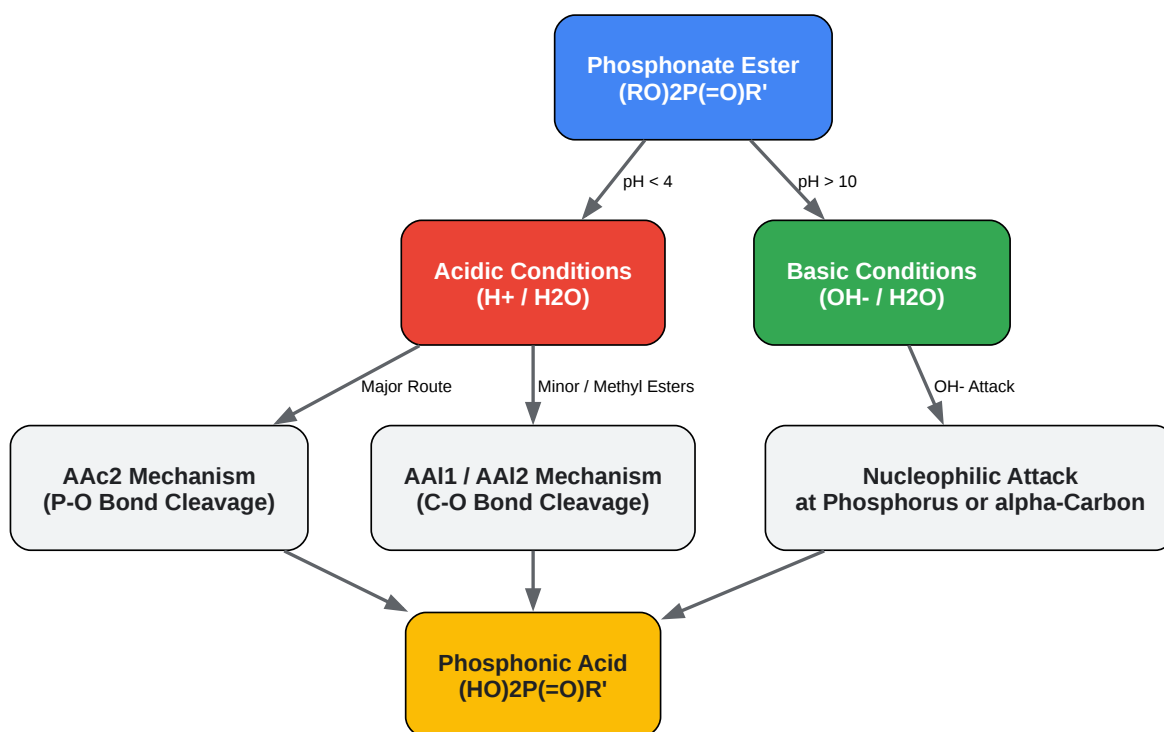 Phosphonate Ester
(RO)2P(=O)R'
pH < 4
pH > 10
Acidic Conditions
(H+ / H2O)
Basic Conditions
(OH- / H2O)
Major Route
Minor / Methyl Esters
OH- Attack
AAc2 Mechanism
(P-O Bond Cleavage)
AAl1 / AAl2 Mechanism
(C-O Bond Cleavage)
Nucleophilic Attack
at Phosphorus or alpha-Carbon
Phosphonic Acid
(HO)2P(=O)R'